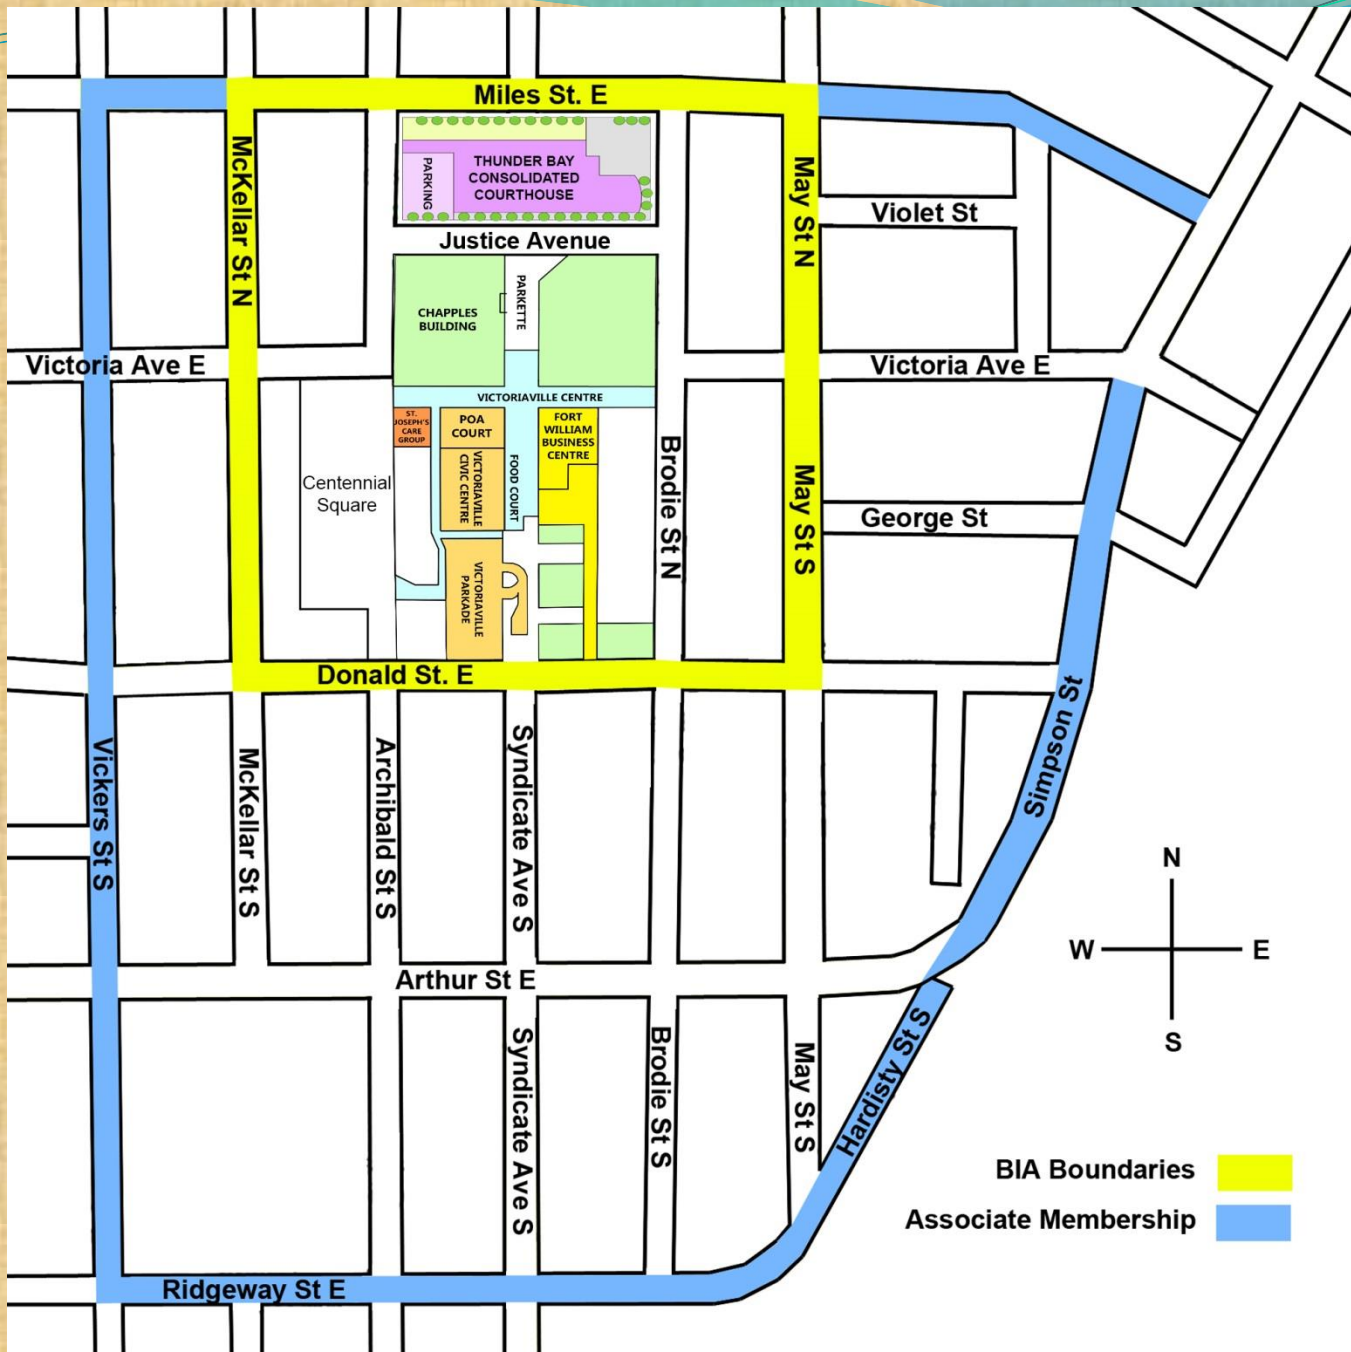 Miles St. E
McKellar St N
PARKING
THUNDER BAY
CONSOLIDATED
COURTHOUSE
May St N
Violet St
Justice Avenue
CHAPPLES
BUILDING
PARKETTE
Victoria Ave E
Victoria Ave E
VICTORIAVILLE CENTRE
ST.
JOSEPH'S
CARE
GROUP
POA
COURT
FORT
WILLIAM
BUSINESS
CENTRE
VICTORIAVILLE
CIVIC CENTRE
FOOD COURT
Centennial
Square
Brodie St N
May St S
George St
VICTORIAVILLE
PARKADE
Donald St. E
Vickers St S
McKellar St S
Archibald St S
Syndicate Ave S
Simpson St
N
W
E
S
Arthur St E
Syndicate Ave S
Brodie St S
May St S
Hardisty St S
BIA Boundaries
Associate Membership
Ridgeway St E